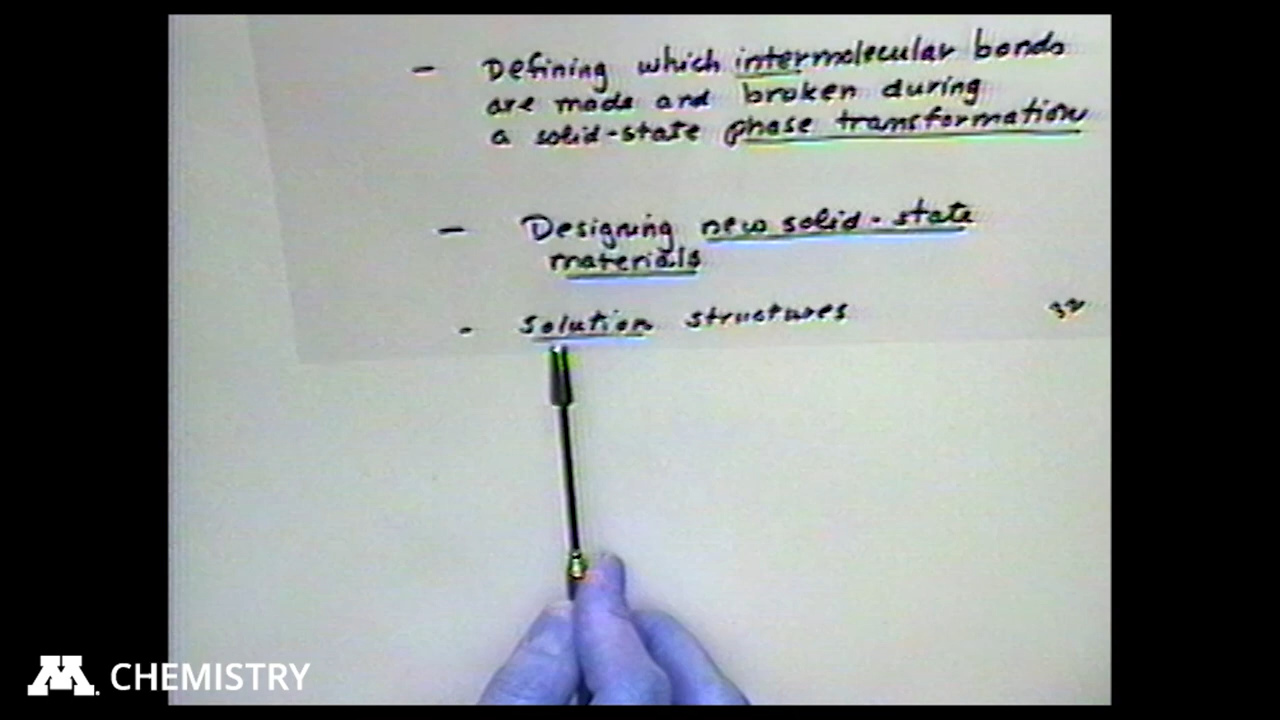 - Defining which intermolecular bonds
are made and broken during
a solid-state phase transformation
- Designing new solid-state
materials
- Solution structures
32
M. CHEMISTRY